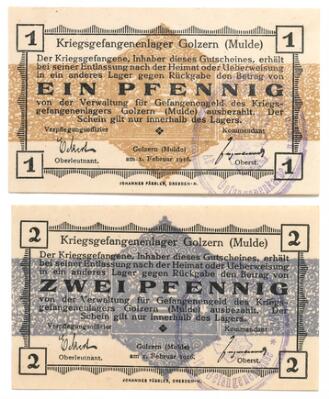 1 1
Kriegsgefangenenlager Golzern (Mulde)
Der Kriegsgefangene, Inhaber dieses Gutscheines, erhält
bei seiner Entlassung nach der Heimat oder Ueberweisung
in ein anderes Lager gegen Rückgabe den Betrag von
EIN PFENNIG
von der Verwaltung für Gefangenengeld des Kriegs-
gefangenenlagers Golzern (Mulde) ausbezahlt. Der
Schein gilt nur innerhalb des Lagers.
Verpflegungsoffizier Kommandant
Golzern (Mulde)
am 1. Februar 1916.
Oberleutnant. Oberst.
1 1
JOHANNES PÄSSLER, DRESDEN-N.
2 2
Kriegsgefangenenlager Golzern (Mulde)
Der Kriegsgefangene, Inhaber dieses Gutscheines, erhält
bei seiner Entlassung nach der Heimat oder Ueberweisung
in ein anderes Lager gegen Rückgabe den Betrag von
ZWEI PFENNIG
von der Verwaltung für Gefangenengeld des Kriegs-
gefangenenlagers Golzern (Mulde) ausbezahlt. Der
Schein gilt nur innerhalb des Lagers.
Verpflegungsoffizier Kommandant
Golzern (Mulde)
am 1. Februar 1916.
Oberleutnant. Oberst.
2 2
JOHANNES PÄSSLER, DRESDEN-N.